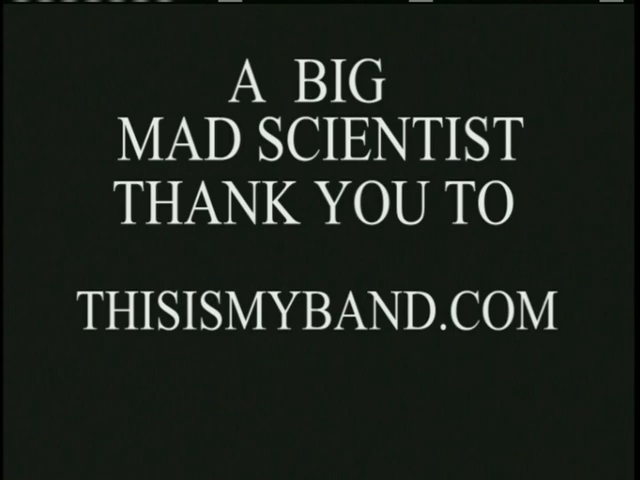 A BIG
MAD SCIENTIST
THANK YOU TO
THISISMYBAND.COM